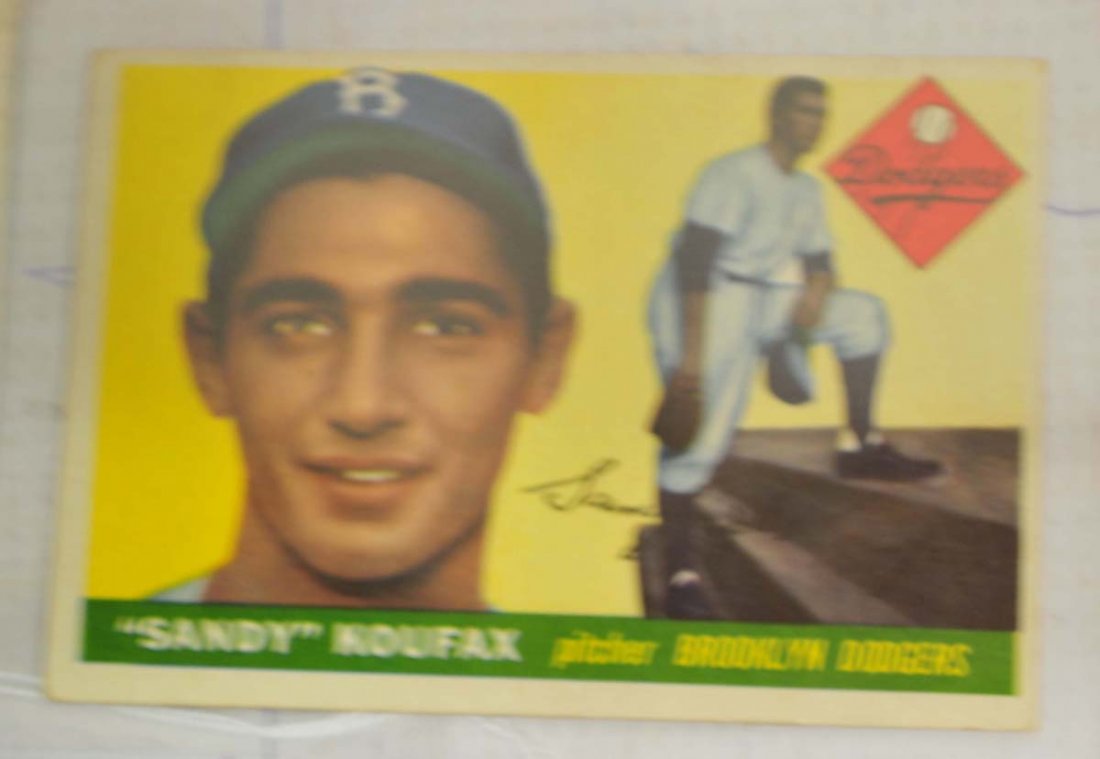 B
Dodgers
"SANDY" KOUFAX pitcher BROOKLYN DODGERS